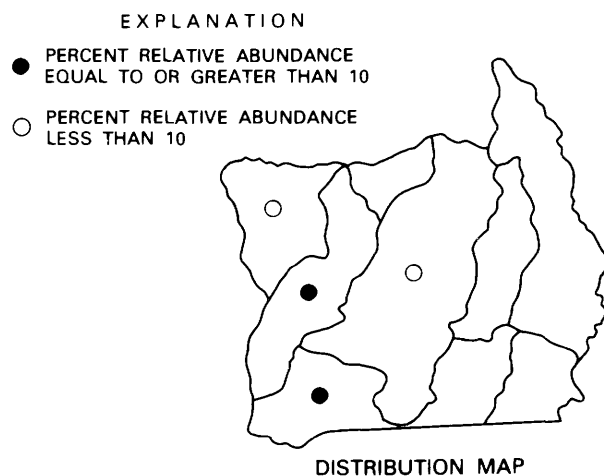 EXPLANATION
PERCENT RELATIVE ABUNDANCE
EQUAL TO OR GREATER THAN 10
PERCENT RELATIVE ABUNDANCE
LESS THAN 10
DISTRIBUTION MAP